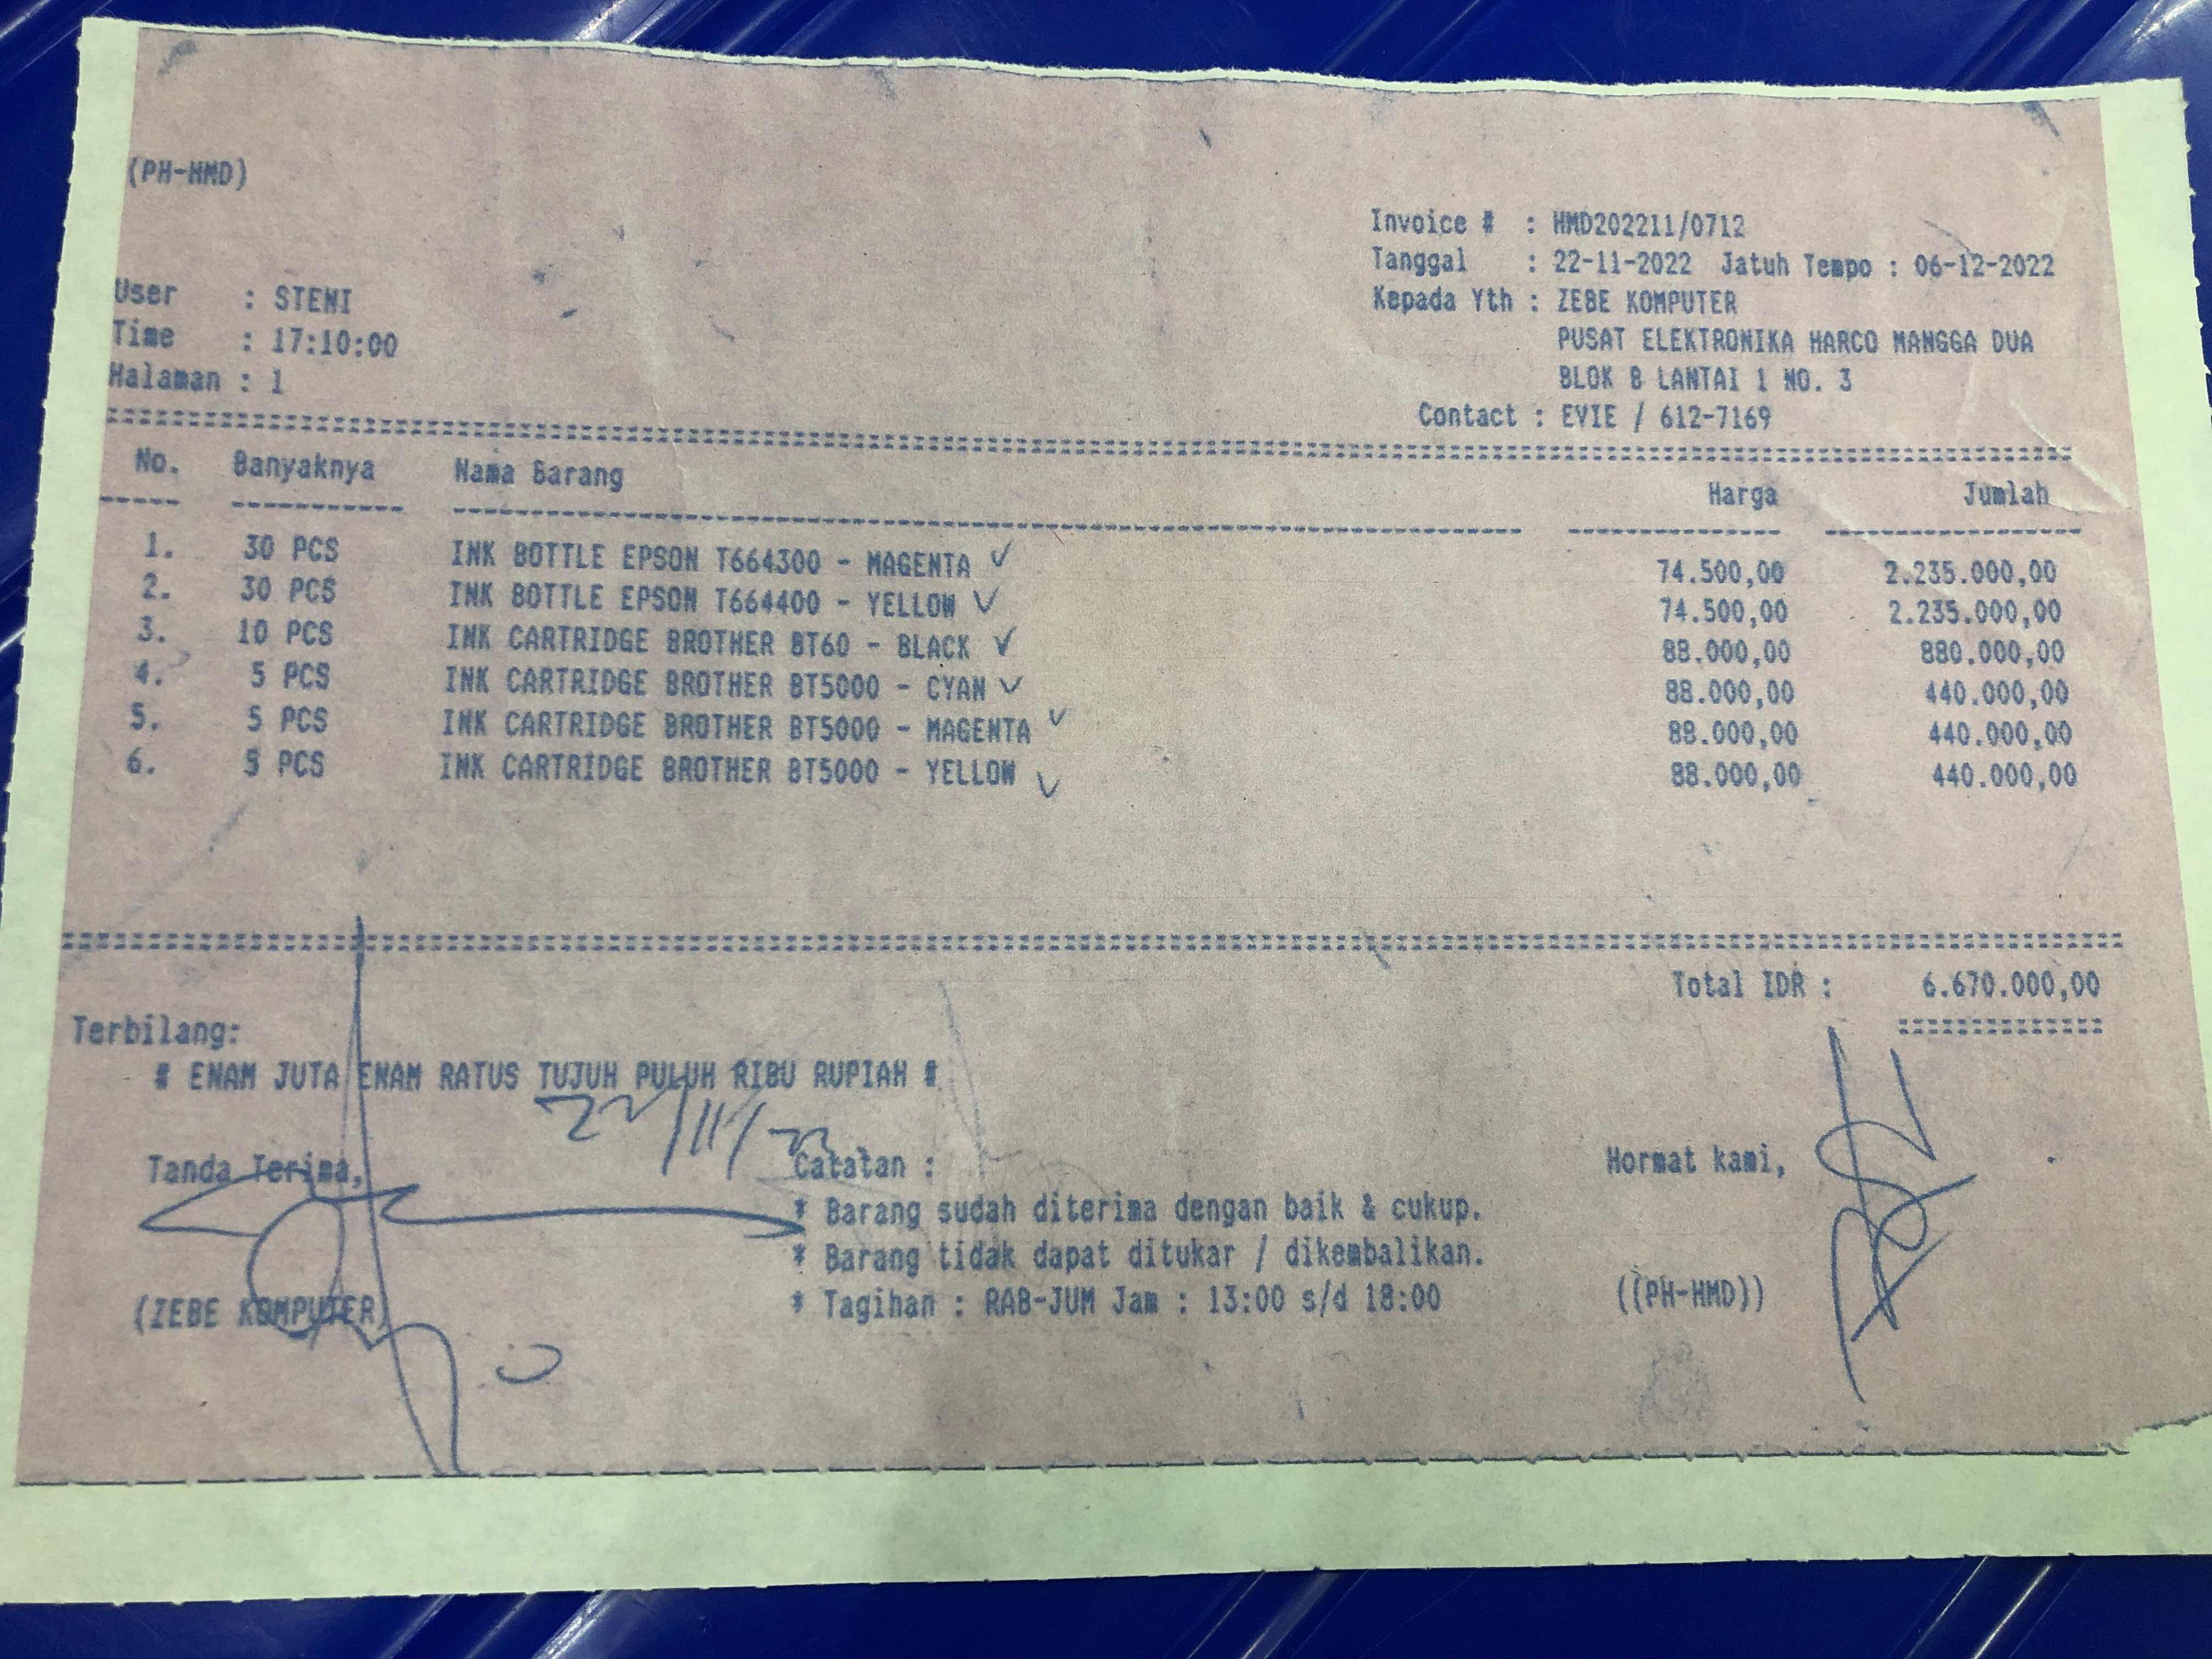 (PH-HMD)
Invoice # : HMD202211/0712
Tanggal : 22-11-2022 Jatuh Tempo : 06-12-2022
Kepada Yth : ZEBE KOMPUTER
PUSAT ELEKTRONIKA HARCO MANGGA DUA
BLOK B LANTAI 1 NO. 3
Contact : EVIE / 612-7169
User : STENI
Time : 17:10:00
Halaman : 1
No. Banyaknya Nama Barang Harga Jumlah
1. 30 PCS INK BOTTLE EPSON T664300 - MAGENTA 74.500,00 2.235.000,00
2. 30 PCS INK BOTTLE EPSON T664400 - YELLOW 74.500,00 2.235.000,00
3. 10 PCS INK CARTRIDGE BROTHER BT60 - BLACK 88.000,00 880.000,00
4. 5 PCS INK CARTRIDGE BROTHER BT5000 - CYAN 88.000,00 440.000,00
5. 5 PCS INK CARTRIDGE BROTHER BT5000 - MAGENTA 88.000,00 440.000,00
6. 5 PCS INK CARTRIDGE BROTHER BT5000 - YELLOW 88.000,00 440.000,00
Total IDR : 6.670.000,00
Terbilang:
# ENAM JUTA ENAM RATUS TUJUH PULUH RIBU RUPIAH #
Tanda Terima,
(ZEBE KOMPUTER)
Catatan :
* Barang sudah diterima dengan baik & cukup.
* Barang tidak dapat ditukar / dikembalikan.
* Tagihan : RAB-JUM Jam : 13:00 s/d 18:00
Hormat kami,
((PH-HMD))